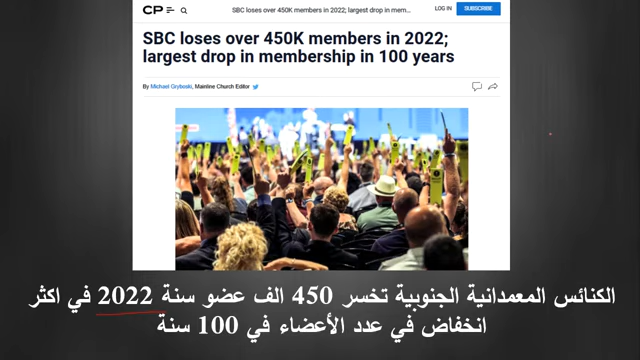 CP
SBC loses over 450K members in 2022; largest drop in mem...
LOG IN
SUBSCRIBE
SBC loses over 450K members in 2022;
largest drop in membership in 100 years
By Michael Gryboski, Mainline Church Editor
الكنائس المعمدانية الجنوبية تخسر 450 الف عضو سنة 2022 في اكثر
انخفاض في عدد الأعضاء في 100 سنة